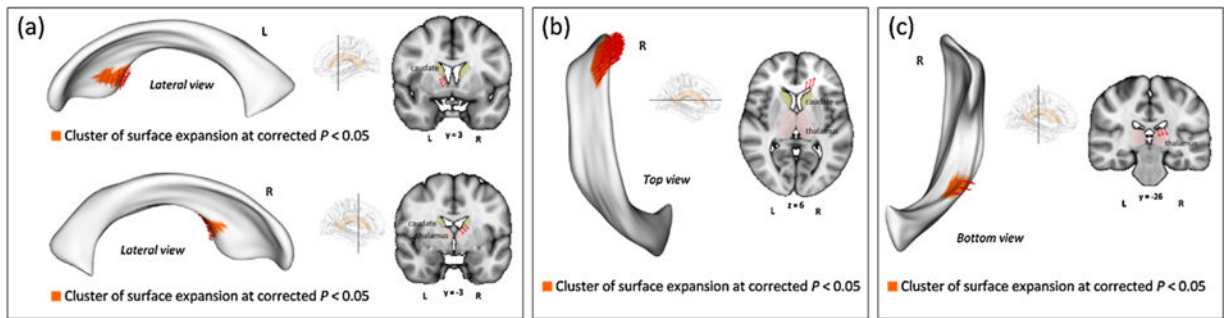 (a)
L
Lateral view
caudate
L y = 3 R
Cluster of surface expansion at corrected P < 0.05
R
Lateral view
caudate
thalamus
L y = -3 R
Cluster of surface expansion at corrected P < 0.05
(b)
R
caudate
thalamus
Top view
L z = 6 R
Cluster of surface expansion at corrected P < 0.05
(c)
R
thalamus
L y = -26 R
Bottom view
Cluster of surface expansion at corrected P < 0.05